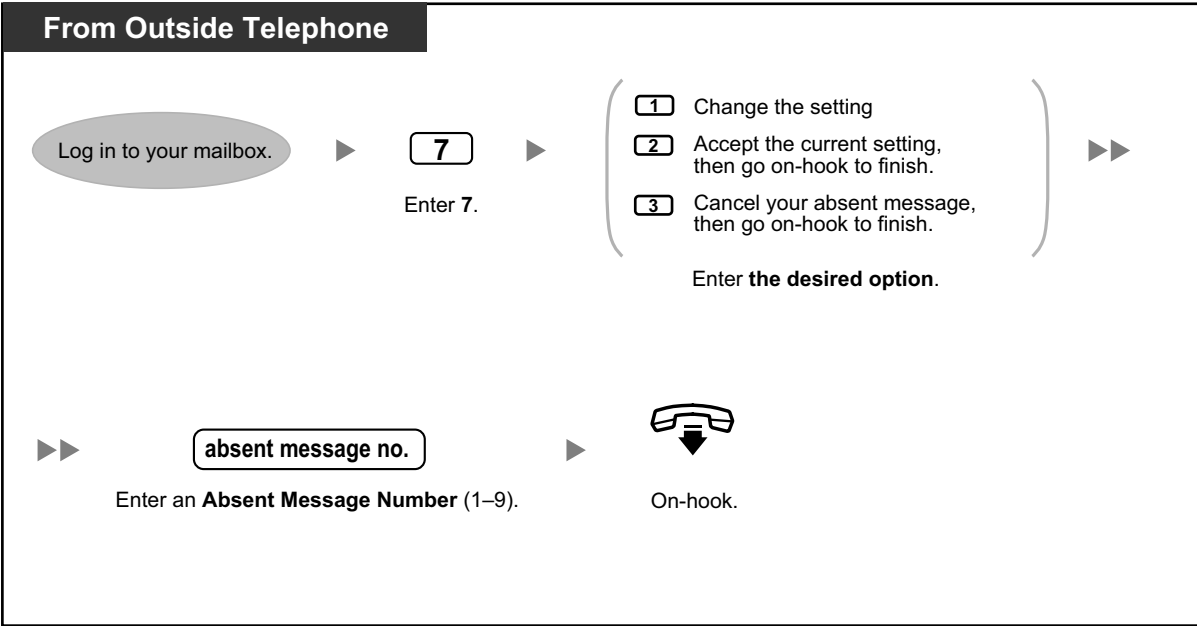 From Outside Telephone
Log in to your mailbox.
7
Enter 7.
1 Change the setting
2 Accept the current setting,
then go on-hook to finish.
3 Cancel your absent message,
then go on-hook to finish.
Enter the desired option.
absent message no.
Enter an Absent Message Number (1–9).
On-hook.